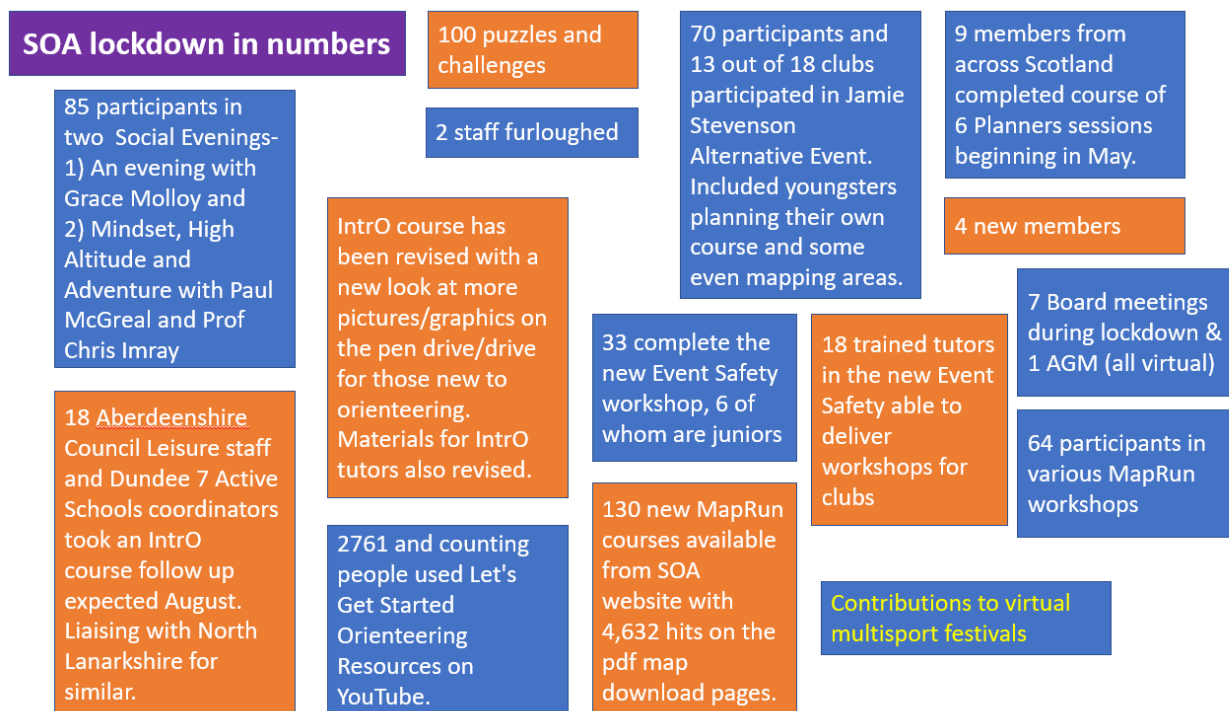 SOA lockdown in numbers
85 participants in
two  Social Evenings-
1) An evening with
Grace Molloy and
2) Mindset, High
Altitude and
Adventure with Paul
McGreal and Prof
Chris Imray
18 Aberdeenshire
Council Leisure staff
and Dundee 7 Active
Schools coordinators
took an IntrO
course follow up
expected August.
Liaising with North
Lanarkshire for
similar.
100 puzzles and
challenges
2 staff furloughed
IntrO course has
been revised with a
new look at more
pictures/graphics on
the pen drive/drive
for those new to
orienteering.
Materials for IntrO
tutors also revised.
2761 and counting
people used Let's
Get Started
Orienteering
Resources on
YouTube.
70 participants and
13 out of 18 clubs
participated in Jamie
Stevenson
Alternative Event.
Included youngsters
planning their own
course and some
even mapping areas.
33 complete the
new Event Safety
workshop, 6 of
whom are juniors
130 new MapRun
courses available
from SOA
website with
4,632 hits on the
pdf map
download pages.
9 members from
across Scotland
completed course of
6 Planners sessions
beginning in May.
4 new members
18 trained tutors
in the new Event
Safety able to
deliver
workshops for
clubs
7 Board meetings
during lockdown &
1 AGM (all virtual)
64 participants in
various MapRun
workshops
Contributions to virtual
multisport festivals